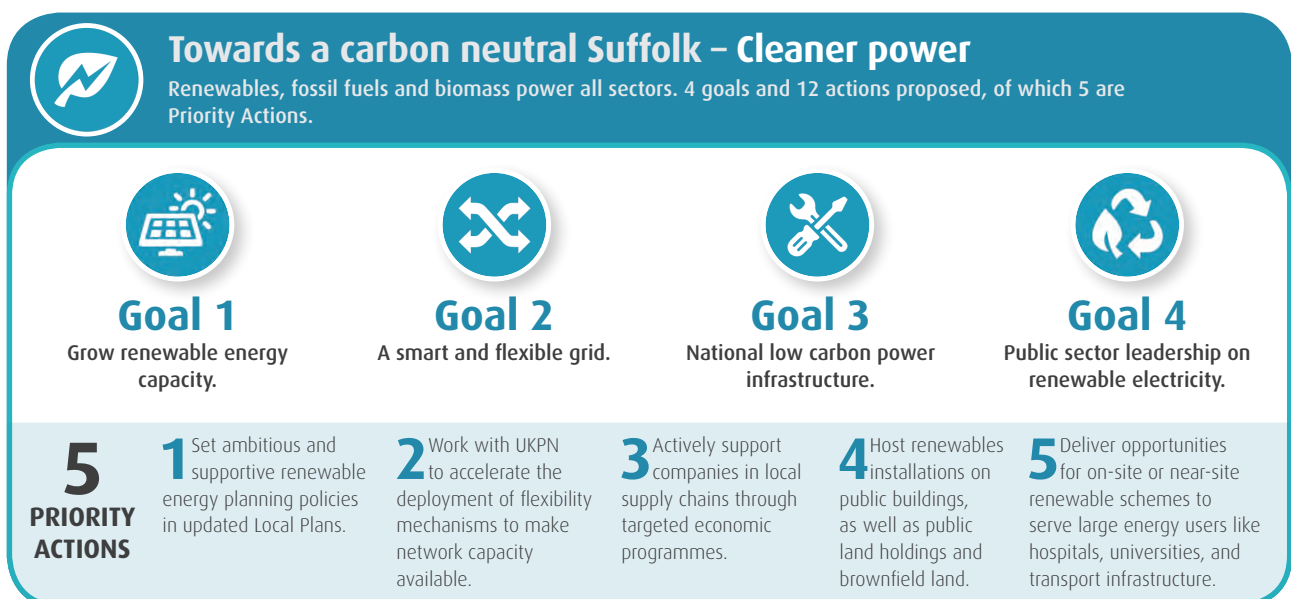 Towards a carbon neutral Suffolk – Cleaner power
Renewables, fossil fuels and biomass power all sectors. 4 goals and 12 actions proposed, of which 5 are
Priority Actions.
Goal 1
Grow renewable energy
capacity.
Goal 2
A smart and flexible grid.
Goal 3
National low carbon power
infrastructure.
Goal 4
Public sector leadership on
renewable electricity.
5
PRIORITY
ACTIONS
1 Set ambitious and
supportive renewable
energy planning policies
in updated Local Plans.
2 Work with UKPN
to accelerate the
deployment of flexibility
mechanisms to make
network capacity
available.
3 Actively support
companies in local
supply chains through
targeted economic
programmes.
4 Host renewables
installations on
public buildings,
as well as public
land holdings and
brownfield land.
5 Deliver opportunities
for on-site or near-site
renewable schemes to
serve large energy users like
hospitals, universities, and
transport infrastructure.